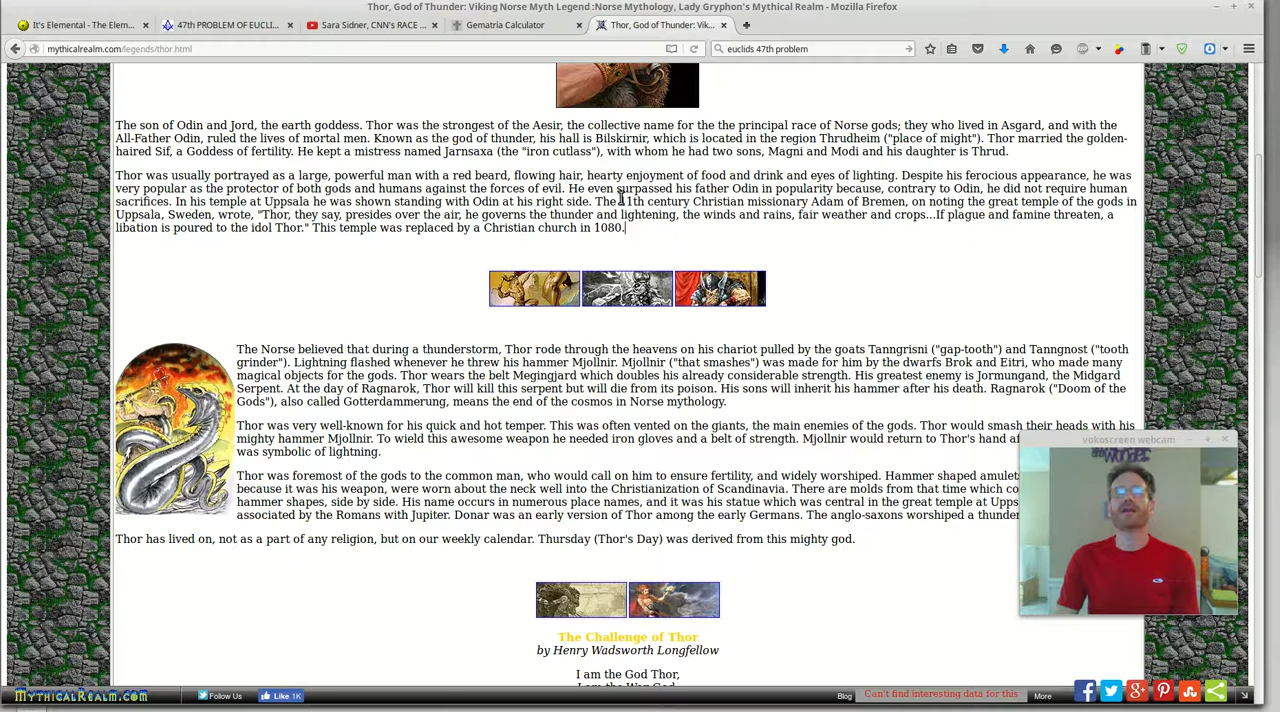 Thor, God of Thunder: Viking Norse Myth Legend :Norse Mythology, Lady Gryphon's Mythical Realm - Mozilla Firefox
It's Elemental - The Elem...
47th PROBLEM OF EUCLI...
Sara Sidner, CNN's RACE ...
Gematria Calculator
Thor, God of Thunder: Vik...
mythicalrealm.com/legends/thor.html
euclids 47th problem
The son of Odin and Jord, the earth goddess. Thor was the strongest of the Aesir, the collective name for the the principal race of Norse gods; they who lived in Asgard, and with the
All-Father Odin, ruled the lives of mortal men. Known as the god of thunder, his hall is Bilskirnir, which is located in the region Thrudheim ("place of might"). Thor married the golden-
haired Sif, a Goddess of fertility. He kept a mistress named Jarnsaxa (the "iron cutlass"), with whom he had two sons, Magni and Modi and his daughter is Thrud.
Thor was usually portrayed as a large, powerful man with a red beard, flowing hair, hearty enjoyment of food and drink and eyes of lighting. Despite his ferocious appearance, he was
very popular as the protector of both gods and humans against the forces of evil. He even surpassed his father Odin in popularity because, contrary to Odin, he did not require human
sacrifices. In his temple at Uppsala he was shown standing with Odin at his right side. The 11th century Christian missionary Adam of Bremen, on noting the great temple of the gods in
Uppsala, Sweden, wrote, "Thor, they say, presides over the air, he governs the thunder and lightening, the winds and rains, fair weather and crops...If plague and famine threaten, a
libation is poured to the idol Thor." This temple was replaced by a Christian church in 1080.
The Norse believed that during a thunderstorm, Thor rode through the heavens on his chariot pulled by the goats Tanngrisni ("gap-tooth") and Tanngnost ("tooth
grinder"). Lightning flashed whenever he threw his hammer Mjollnir. Mjollnir ("that smashes") was made for him by the dwarfs Brok and Eitri, who made many
magical objects for the gods. Thor wears the belt Megingjard which doubles his already considerable strength. His greatest enemy is Jormungand, the Midgard
Serpent. At the day of Ragnarok, Thor will kill this serpent but will die from its poison. His sons will inherit his hammer after his death. Ragnarok ("Doom of the
Gods"), also called Gotterdammerung, means the end of the cosmos in Norse mythology.
Thor was very well-known for his quick and hot temper. This was often vented on the giants, the main enemies of the gods. Thor would smash their heads with his
mighty hammer Mjollnir. To wield this awesome weapon he needed iron gloves and a belt of strength. Mjollnir would return to Thor's hand af
was symbolic of lightning.
Thor was foremost of the gods to the common man, who would call on him to ensure fertility, and widely worshiped. Hammer shaped amulets
because it was his weapon, were worn about the neck well into the Christianization of Scandinavia. There are molds from that time which co
hammer shapes, side by side. His name occurs in numerous place names, and it was his statue which was central in the great temple at Upps
associated by the Romans with Jupiter. Donar was an early version of Thor among the early Germans. The anglo-saxons worshiped a thunder
Thor has lived on, not as a part of any religion, but on our weekly calendar. Thursday (Thor's Day) was derived from this mighty god.
vokoscreen webcam
The Challenge of Thor
by Henry Wadsworth Longfellow
I am the God Thor,
I am the War God,
MYTHICALREALM.COM
Follow Us
Like 1K
Blog
Can't find interesting data for this
More